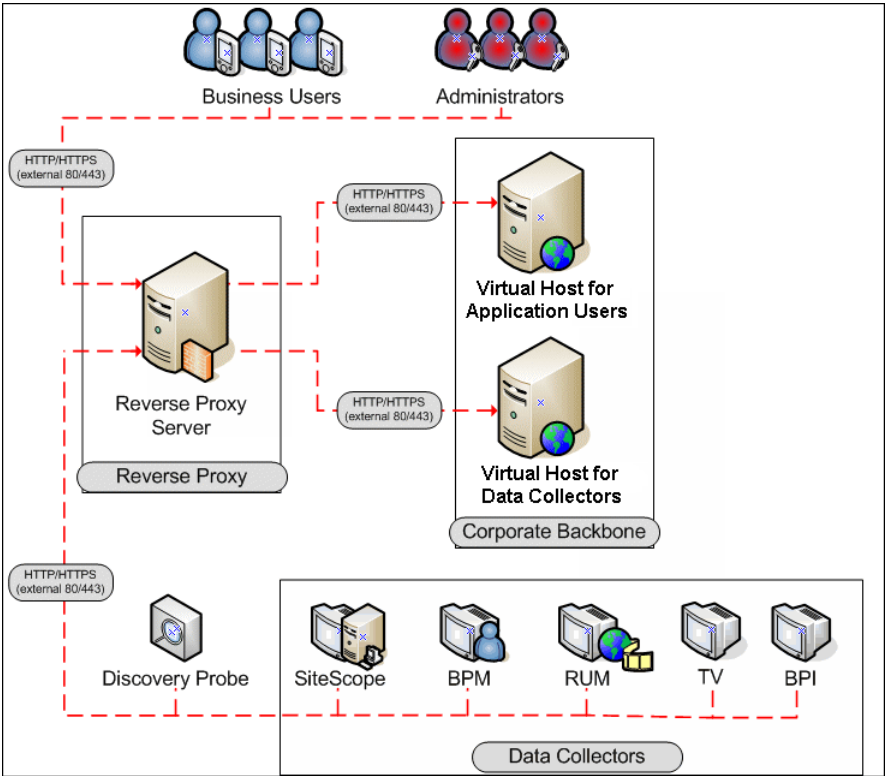 Business Users
Administrators
HTTP/HTTPS
(external 80/443)
HTTP/HTTPS
(external 80/443)
Virtual Host for
Application Users
Reverse Proxy
Server
Reverse Proxy
HTTP/HTTPS
(external 80/443)
Virtual Host for
Data Collectors
Corporate Backbone
HTTP/HTTPS
(external 80/443)
Discovery Probe
SiteScope
BPM
RUM
TV
BPI
Data Collectors